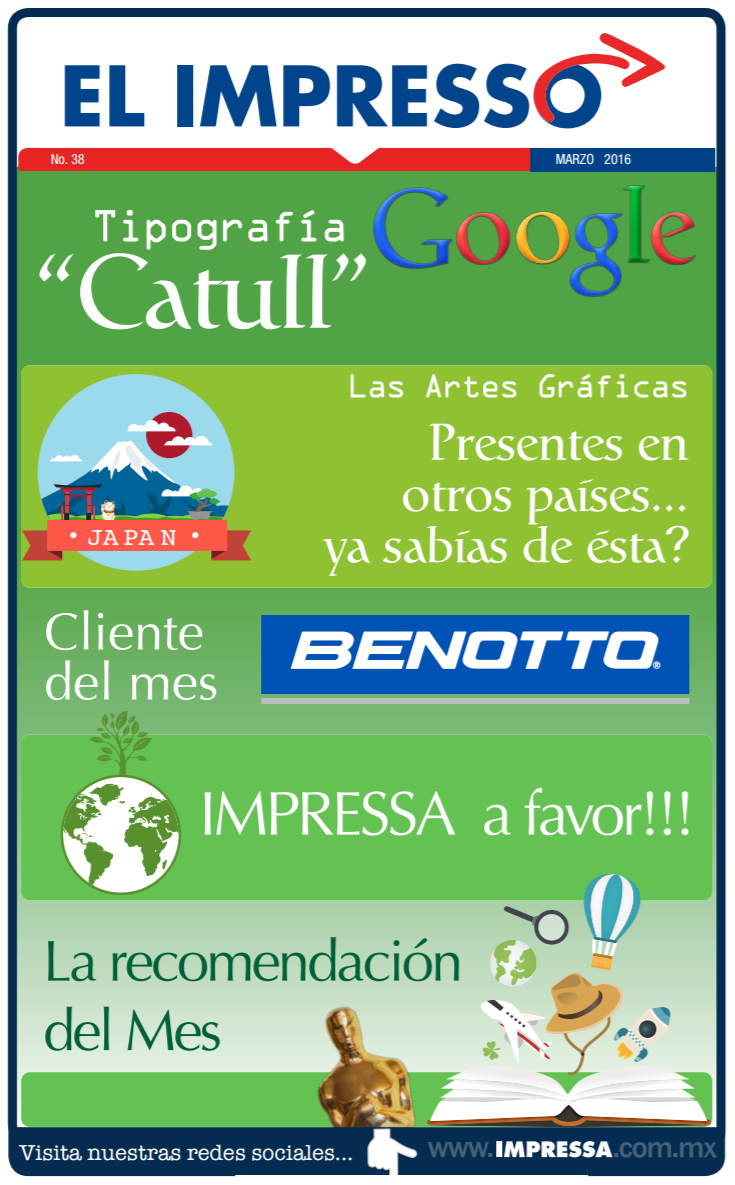 EL IMPRESSO
No. 38
MARZO 2016
Tipografía
“Catull”
Google
Las Artes Gráficas
Presentes en
otros países...
ya sabías de ésta?
• JAPAN •
Cliente
del mes
BENOTTO®
IMPRESSA a favor!!!
La recomendación
del Mes
Visita nuestras redes sociales...
www.IMPRESSA.com.mx